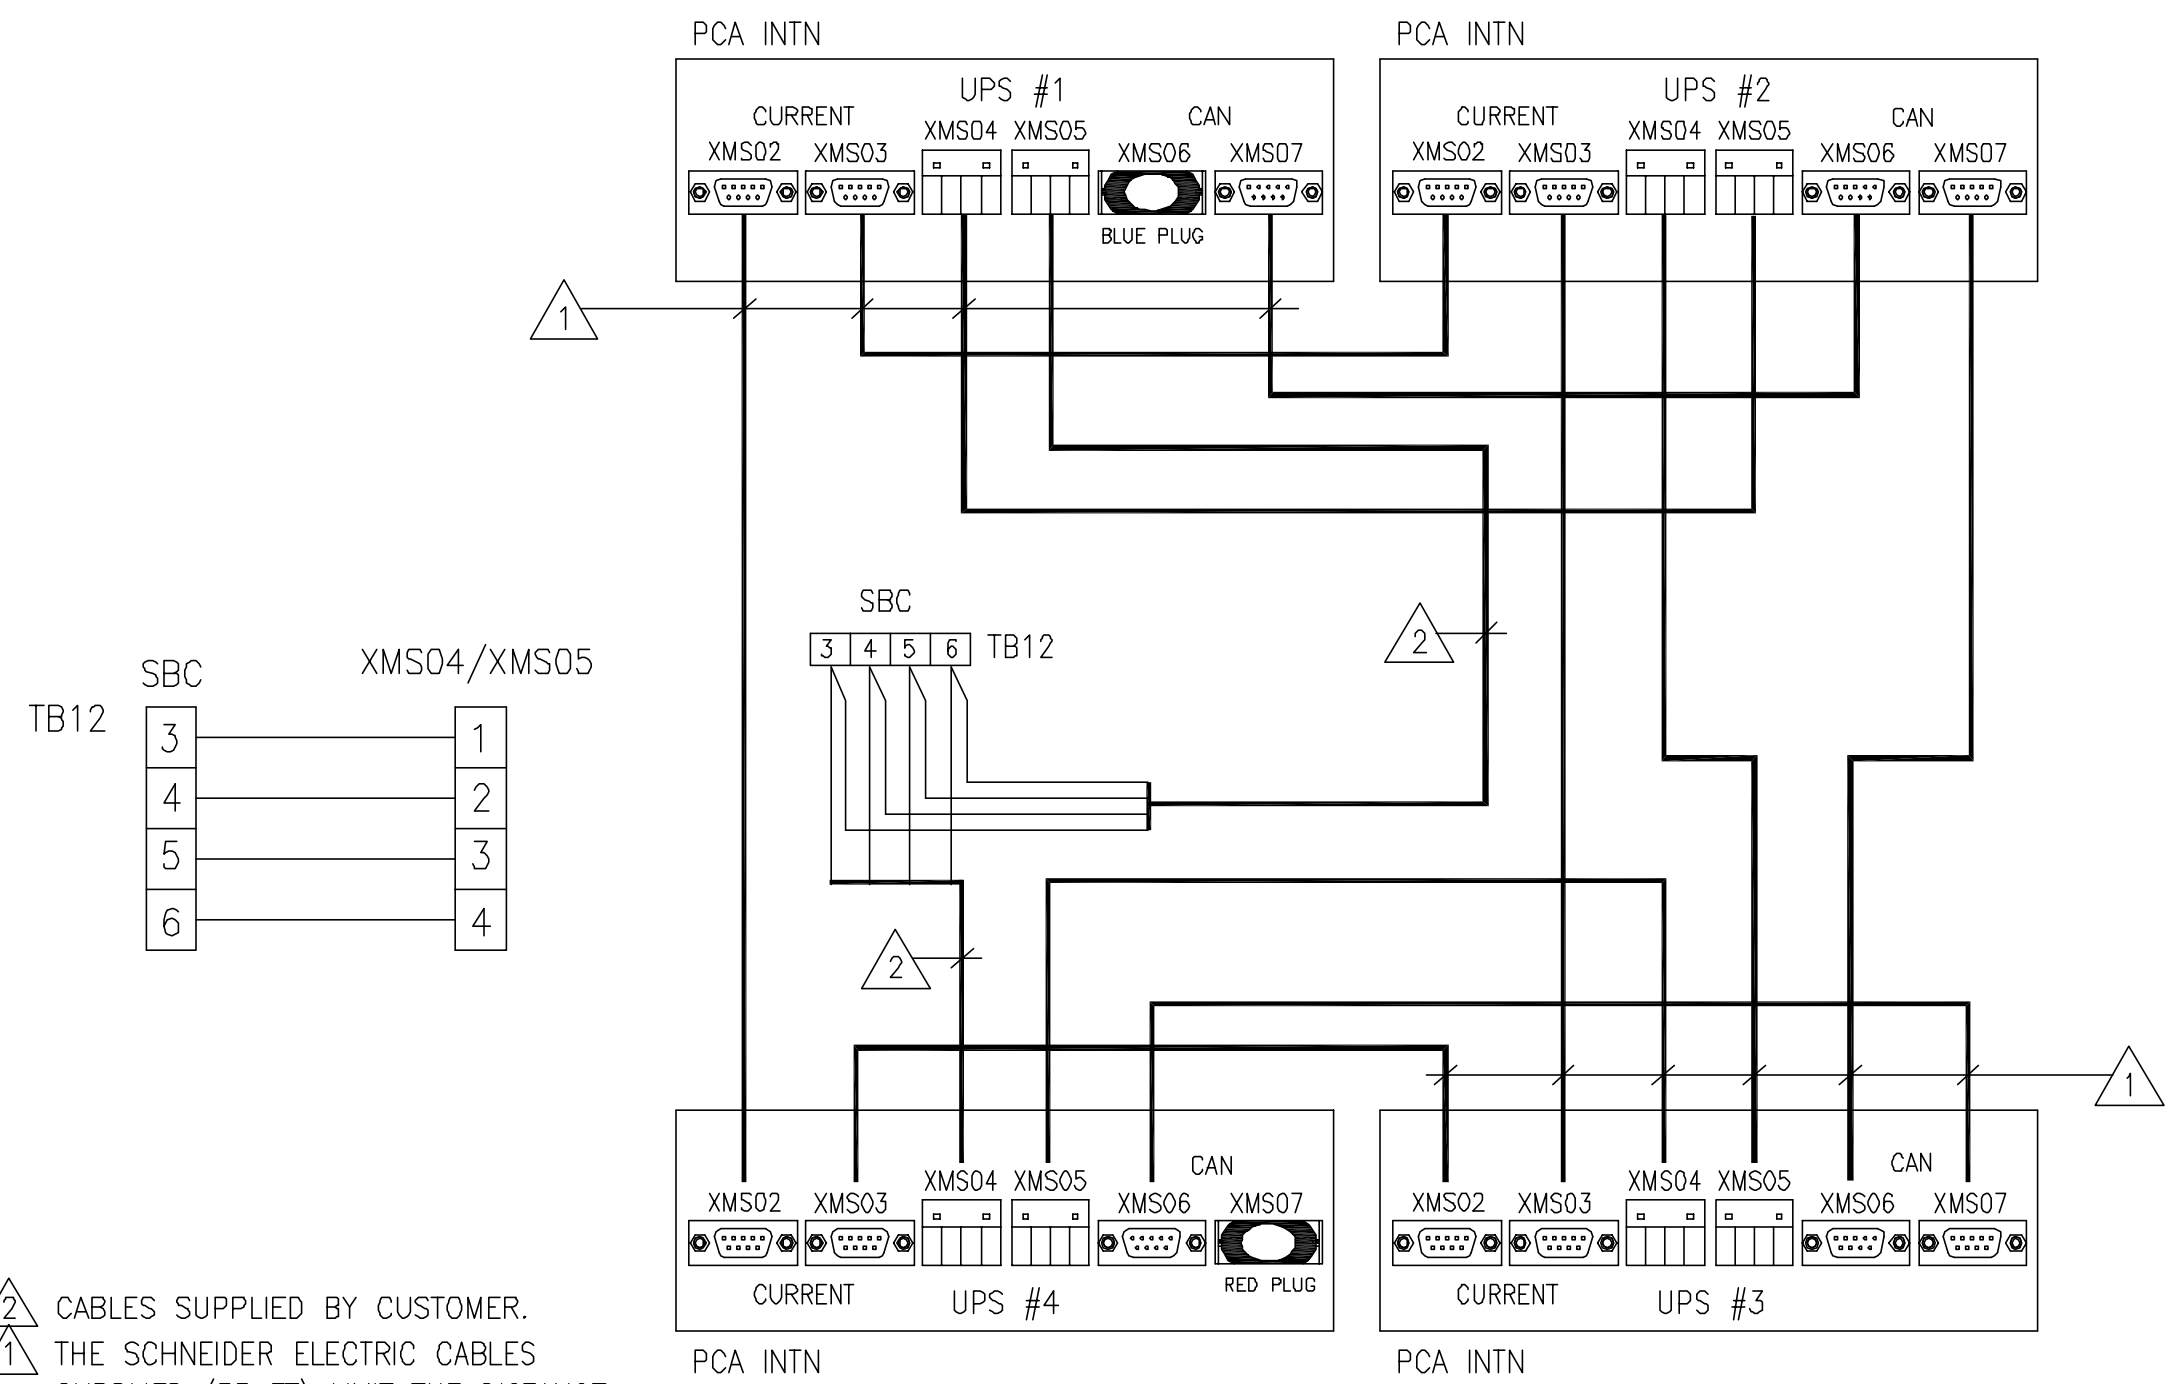 PCA INTN
PCA INTN
UPS #1
UPS #2
CURRENT
CAN
CURRENT
CAN
XMS04 XMS05
XMS04 XMS05
XMS02 XMS03 XMS06 XMS07
XMS02 XMS03 XMS06 XMS07
BLUE PLUG
1
SBC
3 4 5 6 TB12
2
SBC
XMS04/XMS05
TB12
3 1
4 2
5 3
6 4
2
1
CAN
CAN
XMS04 XMS05
XMS04 XMS05
XMS02 XMS03 XMS06 XMS07
XMS02 XMS03 XMS06 XMS07
RED PLUG
CURRENT
UPS #4
CURRENT
UPS #3
PCA INTN
PCA INTN
2 CABLES SUPPLIED BY CUSTOMER.
1 THE SCHNEIDER ELECTRIC CABLES